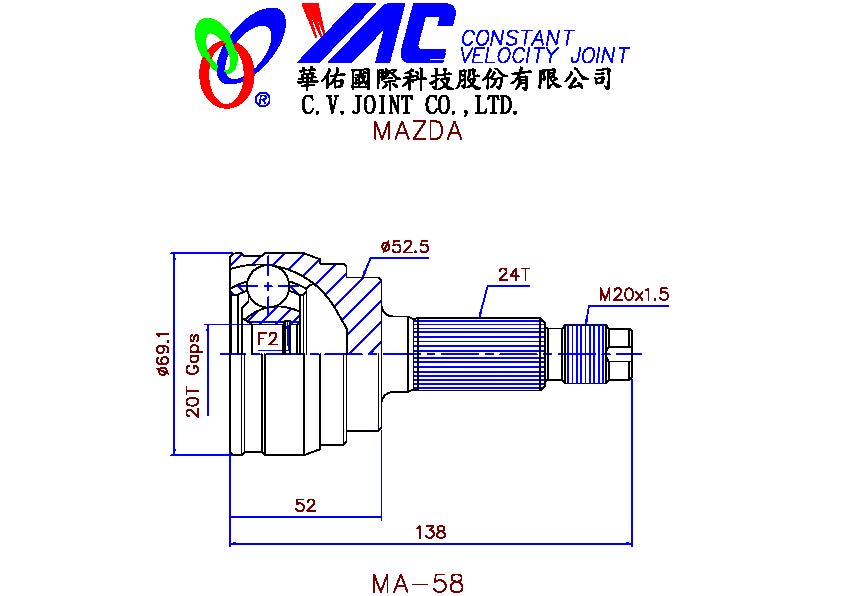 YAC CONSTANT
VELOCITY JOINT
®
華佑國際科技股份有限公司
C.V.JOINT CO.,LTD.
MAZDA
ø52.5
24T
M20x1.5
ø69.1
20T Gaps
F2
52
138
MA-58